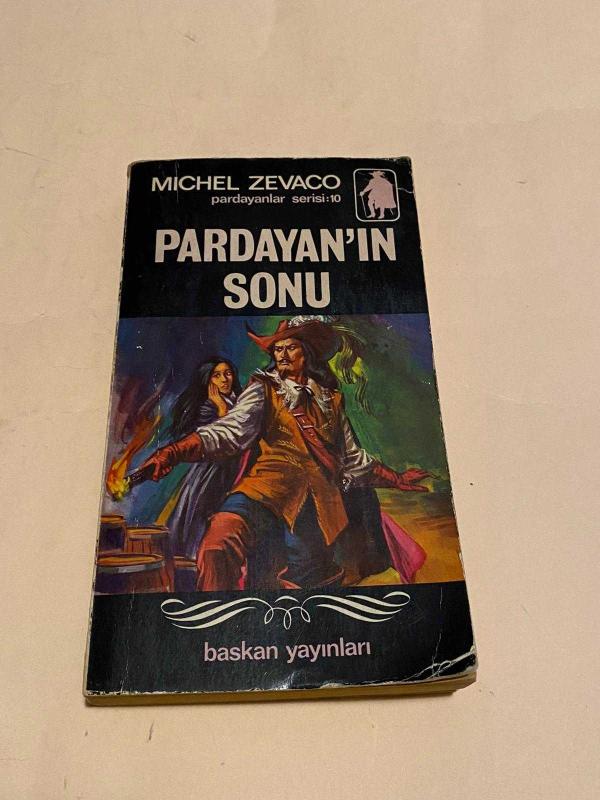 MICHEL ZEVACO
pardayanlar serisi:10
PARDAYAN'IN
SONU
baskan yayınları